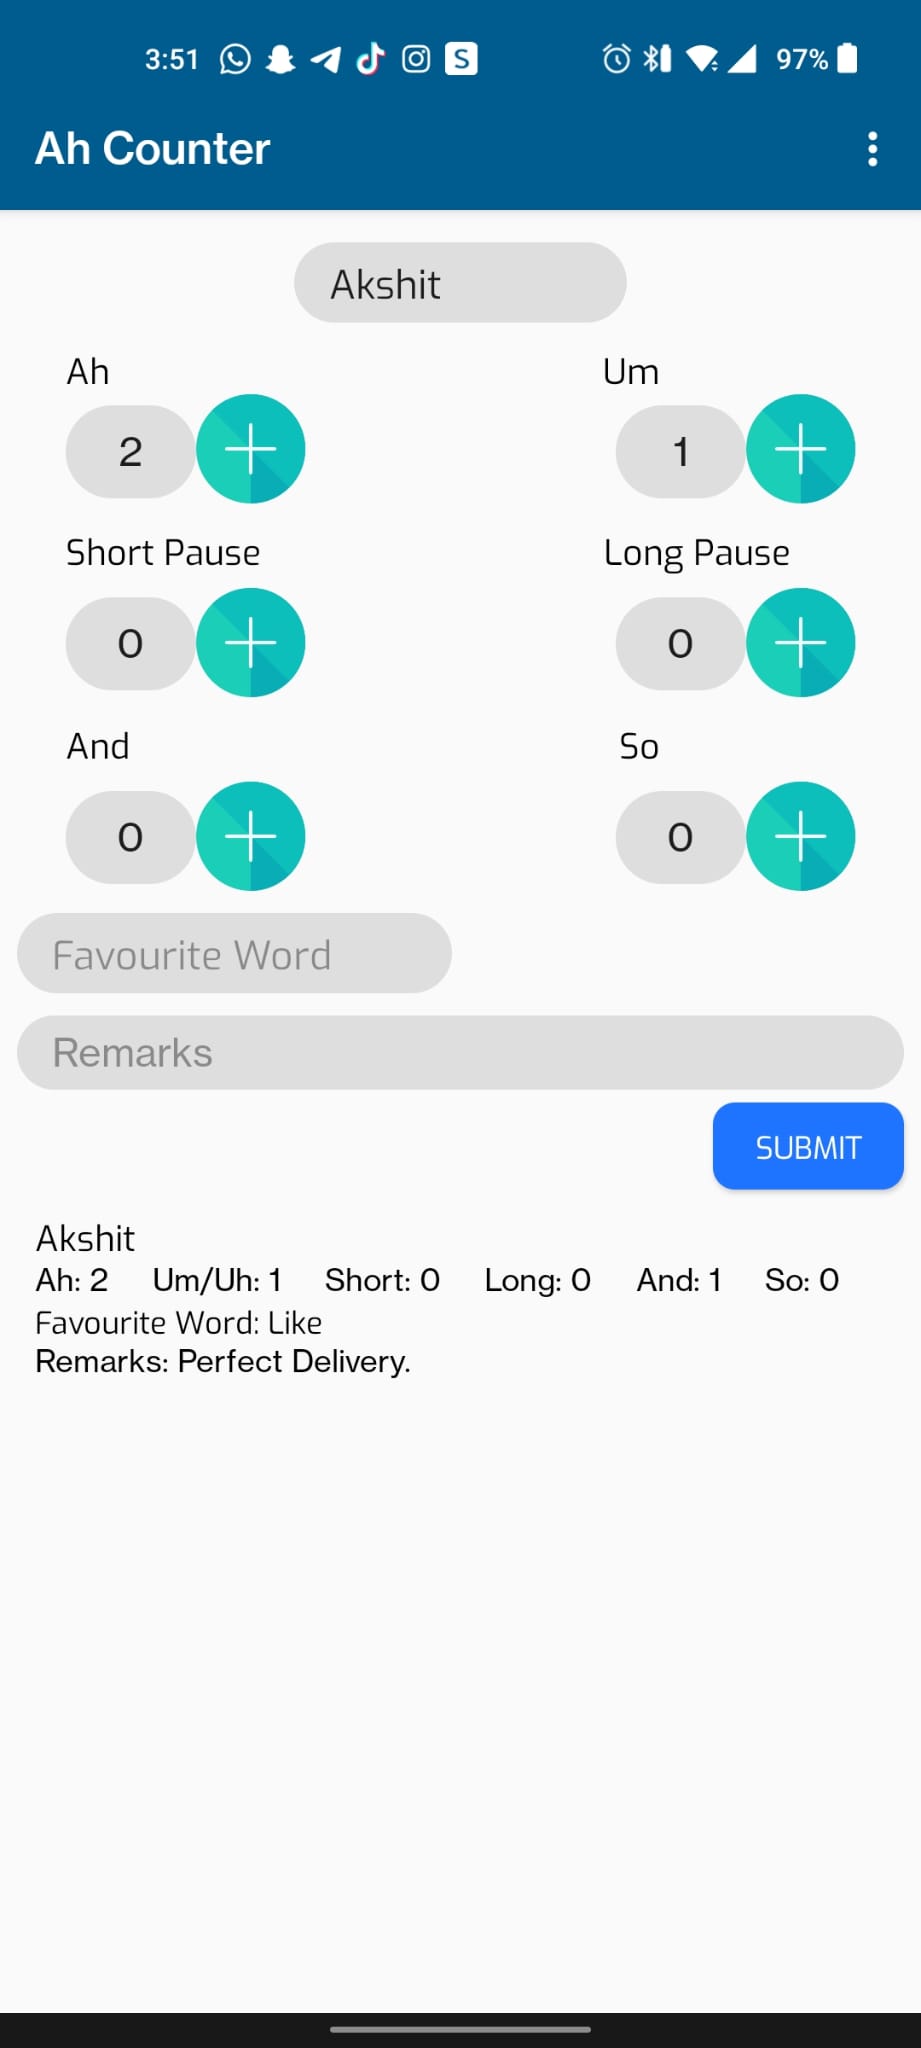 3:51 S 97%
Ah Counter
Akshit
Ah Um
2 1
Short Pause Long Pause
0 0
And So
0 0
Favourite Word
Remarks
SUBMIT
Akshit
Ah: 2 Um/Uh: 1 Short: 0 Long: 0 And: 1 So: 0
Favourite Word: Like
Remarks: Perfect Delivery.